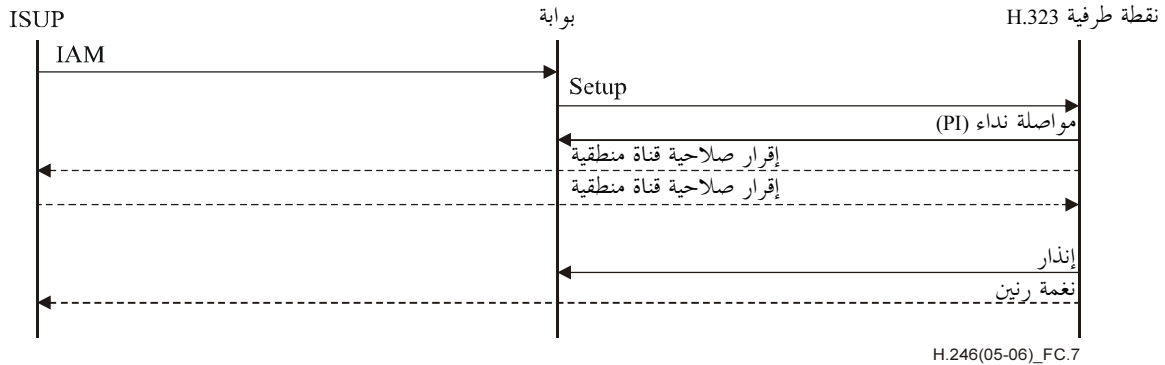 ISUP
بوابة
نقطة طرفية H.323
IAM
Setup
مواصلة نداء (PI)
إقرار صلاحية قناة منطقية
إقرار صلاحية قناة منطقية
إنذار
نغمة رنين
H.246(05-06)_FC.7